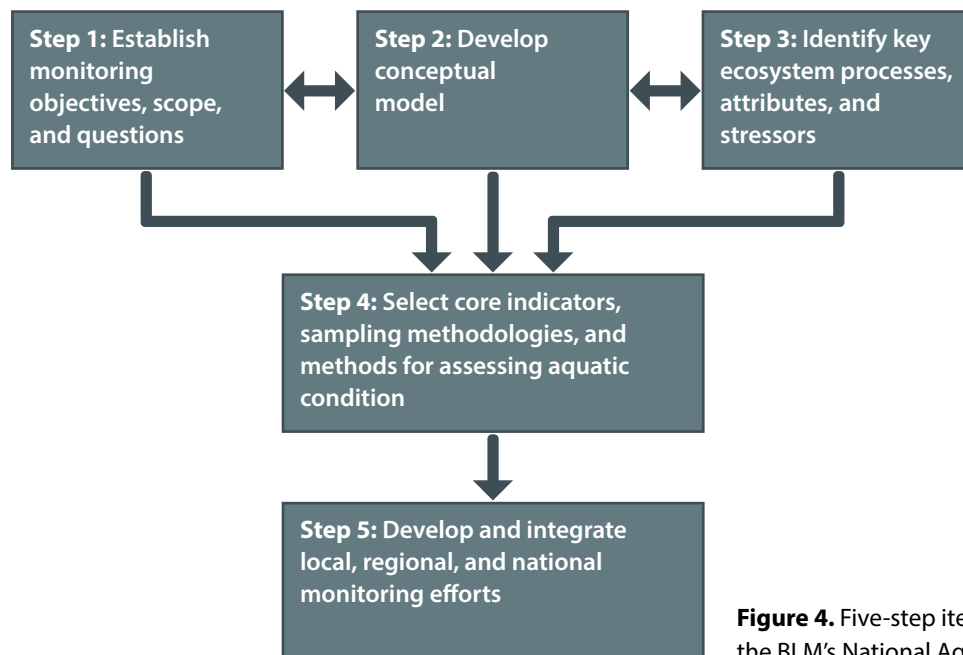 Step 1: Establish
monitoring
objectives, scope,
and questions
Step 2: Develop
conceptual
model
Step 3: Identify key
ecosystem processes,
attributes, and
stressors
Step 4: Select core indicators,
sampling methodologies, and
methods for assessing aquatic
condition
Step 5: Develop and integrate
local, regional, and national
monitoring efforts
Figure 4. Five-step
the BLM's National